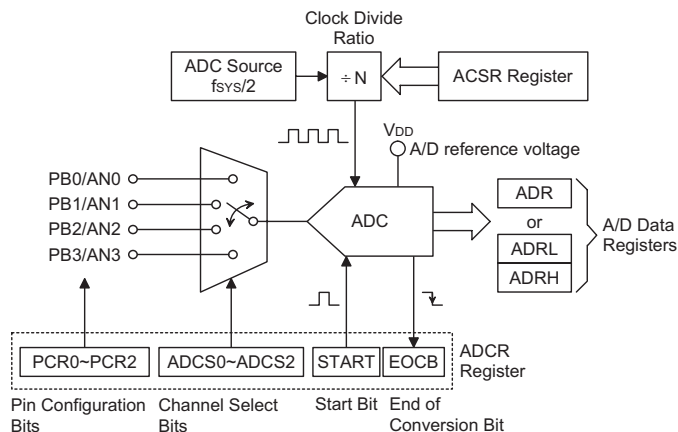 Clock Divide
Ratio
ADC Source
fSYS/2
÷ N
ACSR Register
VDD
A/D reference voltage
PB0/AN0
PB1/AN1
PB2/AN2
PB3/AN3
ADC
ADR
or
ADRL
ADRH
A/D Data
Registers
PCR0~PCR2
ADCS0~ADCS2
START
EOCB
ADCR
Register
Pin Configuration
Bits
Channel Select
Bits
Start Bit
End of
Conversion Bit